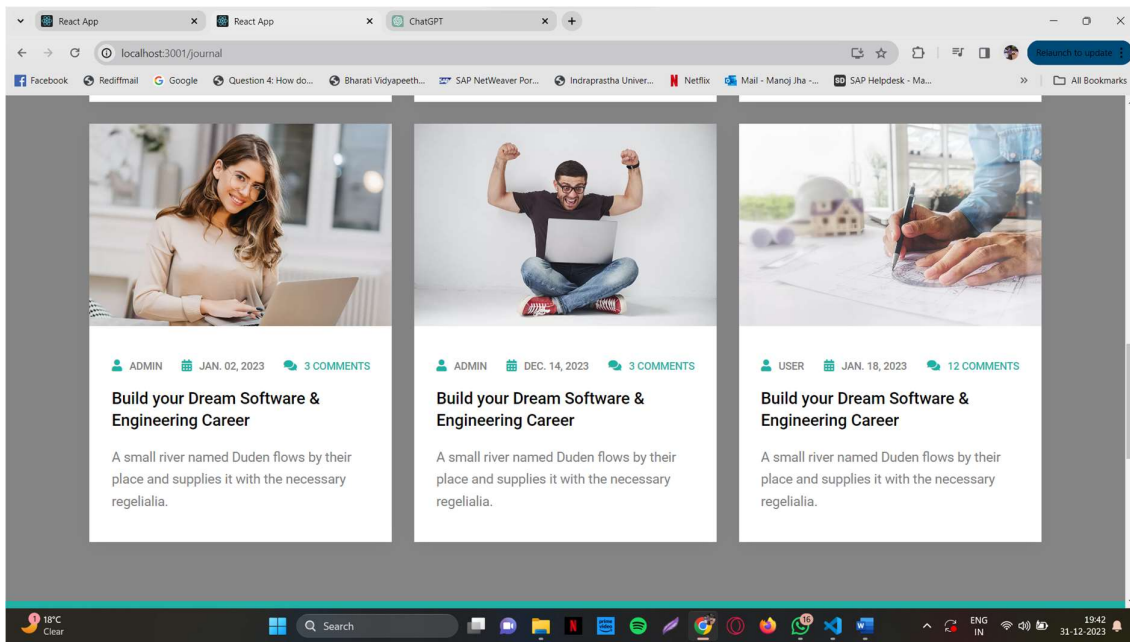 React App
React App
ChatGPT
localhost:3001/journal
Relaunch to update
Facebook
Rediffmail
Google
Question 4: How do...
Bharati Vidyapeeth...
SAP NetWeaver Por...
Indraprastha Univer...
Netflix
Mail - Manoj Jha -...
SD
SAP Helpdesk - Ma...
All Bookmarks
ADMIN JAN. 02, 2023 3 COMMENTS
Build your Dream Software &
Engineering Career
A small river named Duden flows by their
place and supplies it with the necessary
regelialia.
ADMIN DEC. 14, 2023 3 COMMENTS
Build your Dream Software &
Engineering Career
A small river named Duden flows by their
place and supplies it with the necessary
regelialia.
USER JAN. 18, 2023 12 COMMENTS
Build your Dream Software &
Engineering Career
A small river named Duden flows by their
place and supplies it with the necessary
regelialia.
1
18°C
Clear
Search
16
ENG
IN
19:42
31-12-2023